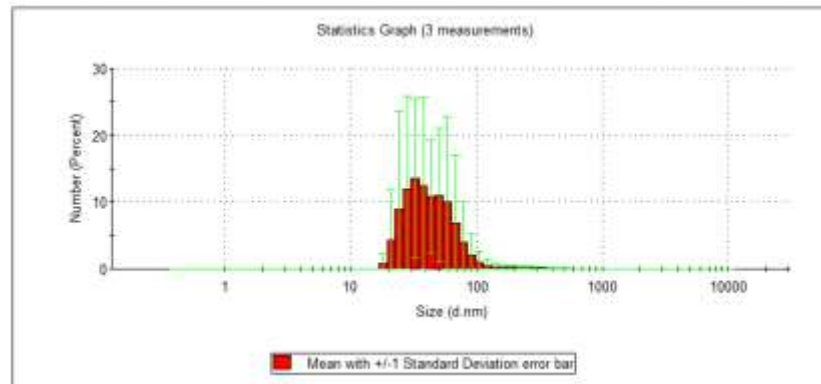 Statistics Graph (3 measurements)
30
20
10
0
Number (Percent)
1 10 100 1000 10000
Size (d.nm)
Mean with +/-1 Standard Deviation error bar